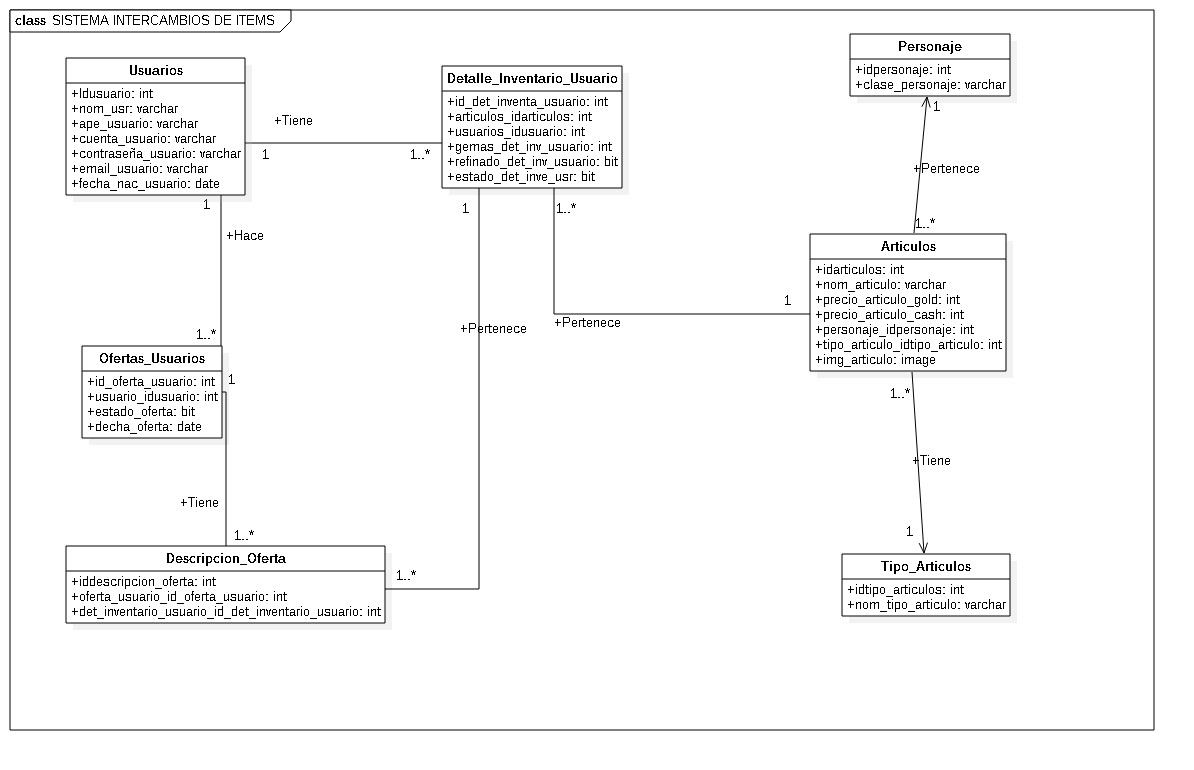 class SISTEMA INTERCAMBIOS DE ITEMS
Usuarios
+Idusuario: int
+nom_usr: varchar
+ape_usuario: varchar
+cuenta_usuario: varchar
+contraseña_usuario: varchar
+email_usuario: varchar
+fecha_nac_usuario: date
+Tiene
1
1..*
Detalle_Inventario_Usuario
+id_det_inventa_usuario: int
+articulos_idarticulos: int
+usuarios_idusuario: int
+gemas_det_inv_usuario: int
+refinado_det_inv_usuario: bit
+estado_det_inve_usr: bit
Personaje
+idpersonaje: int
+clase_personaje: varchar
1
+Pertenece
1..*
Articulos
+idarticulos: int
+nom_articulo: varchar
+precio_articulo_gold: int
+precio_articulo_cash: int
+personaje_idpersonaje: int
+tipo_articulo_idtipo_articulo: int
+img_articulo: image
1
+Hace
1..*
1
+Pertenece
1..*
1..*
1
+Pertenece
Ofertas_Usuarios
+id_oferta_usuario: int
+usuario_idusuario: int
+estado_oferta: bit
+decha_oferta: date
1
+Tiene
1..*
Descripcion_Oferta
+iddescripcion_oferta: int
+oferta_usuario_id_oferta_usuario: int
+det_inventario_usuario_id_det_inventario_usuario: int
1..*
+Tiene
1
Tipo_Articulos
+idtipo_articulos: int
+nom_tipo_articulo: varchar